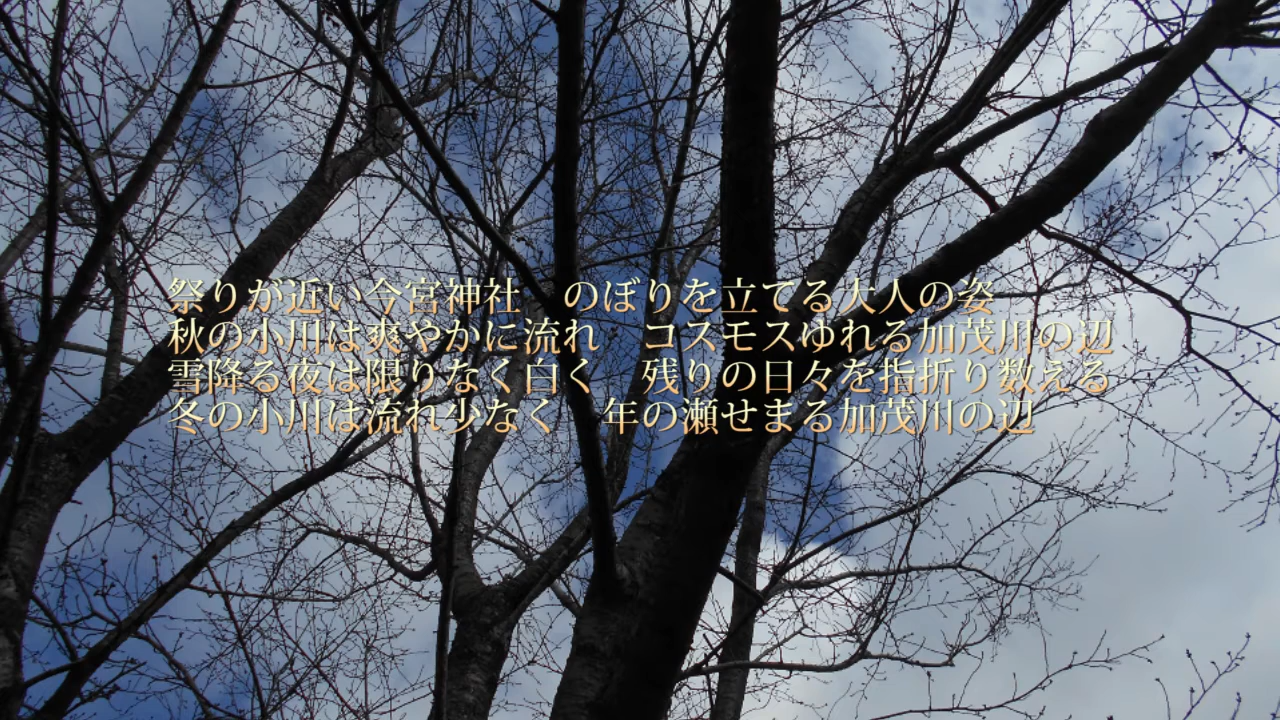 祭りが近い今宮神社　のぼりを立てる大人の姿
秋の小川は爽やかに流れ　コスモスゆれる加茂川の辺
雪降る夜は限りなく白く　残りの日々を指折り数える
冬の小川は流れ少なく　年の瀬せまる加茂川の辺